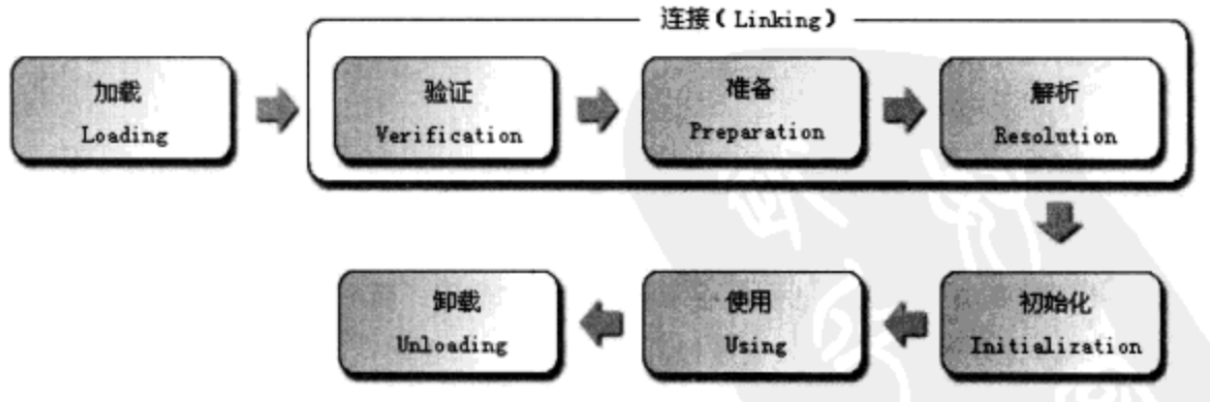 连接(Linking)
加载
Loading
验证
Verification
准备
Preparation
解析
Resolution
卸载
Unloading
使用
Using
初始化
Initialization